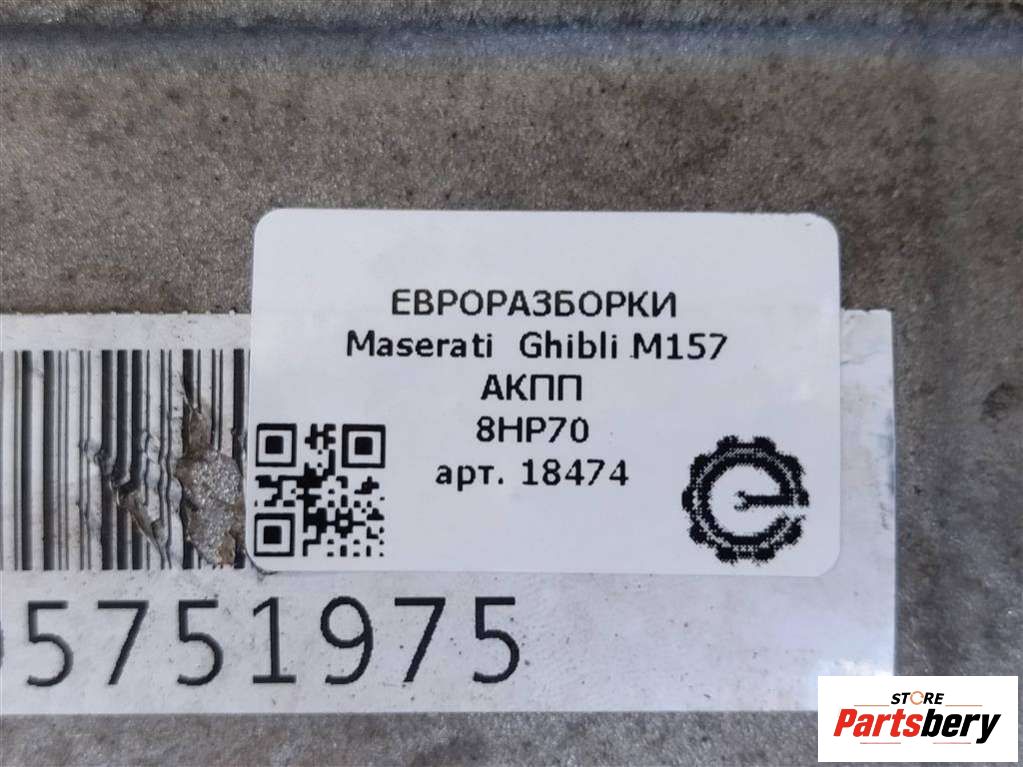 ЕВРОРАЗБОРКИ
Maserati Ghibli M157
АКПП
8HP70
арт. 18474
5751975
STORE
Partsbery